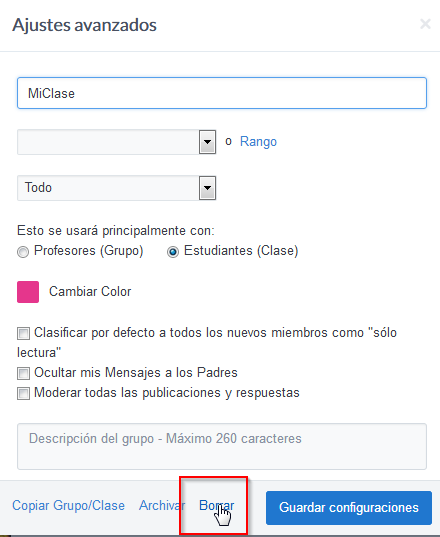 Ajustes avanzados ×
MiClase
o Rango
Todo
Esto se usará principalmente con:
Profesores (Grupo) Estudiantes (Clase)
Cambiar Color
Clasificar por defecto a todos los nuevos miembros como "sólo
lectura"
Ocultar mis Mensajes a los Padres
Moderar todas las publicaciones y respuestas
Descripción del grupo - Máximo 260 caracteres
Copiar Grupo/Clase Archivar Borrar Guardar configuraciones